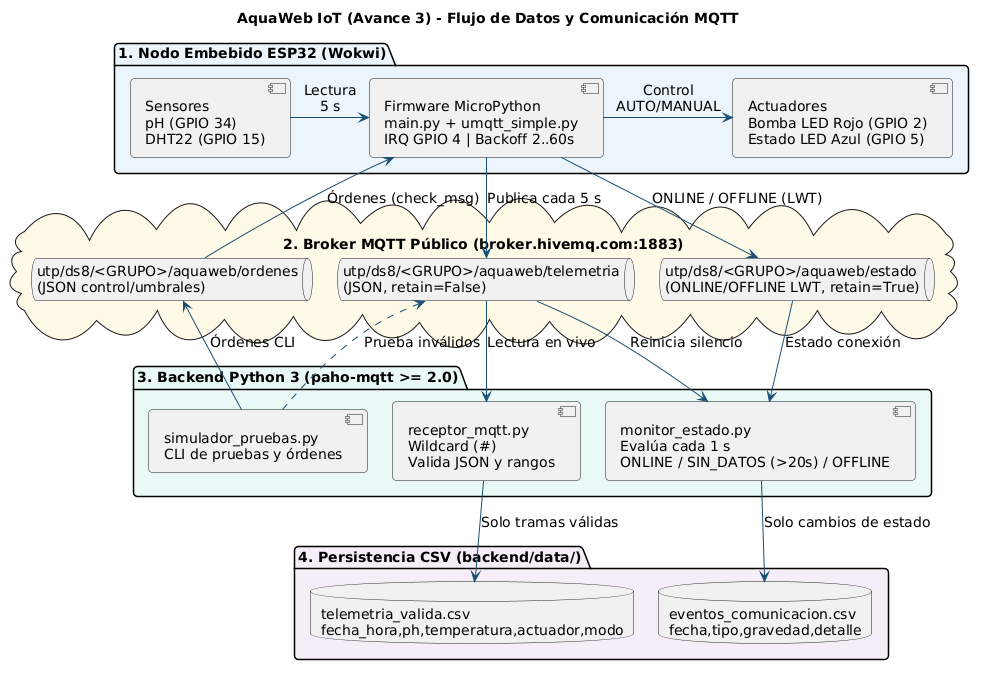 AquaWeb IoT (Avance 3) - Flujo de Datos y Comunicación MQTT
1. Nodo Embebido ESP32 (Wokwi)
Sensores
pH (GPIO 34)
DHT22 (GPIO 15)
Lectura
5 s
Firmware MicroPython
main.py + umqtt_simple.py
IRQ GPIO 4 | Backoff 2..60s
Control
AUTO/MANUAL
Actuadores
Bomba LED Rojo (GPIO 2)
Estado LED Azul (GPIO 5)
Órdenes (check_msg)
Publica cada 5 s
ONLINE / OFFLINE (LWT)
2. Broker MQTT Público (broker.hivemq.com:1883)
utp/ds8/<GRUPO>/aquaweb/ordenes
(JSON control/umbrales)
utp/ds8/<GRUPO>/aquaweb/telemetria
(JSON, retain=False)
utp/ds8/<GRUPO>/aquaweb/estado
(ONLINE/OFFLINE LWT, retain=True)
Órdenes CLI
Prueba inválidos
Lectura en vivo
Reinicia silencio
Estado conexión
3. Backend Python 3 (paho-mqtt >= 2.0)
simulador_pruebas.py
CLI de pruebas y órdenes
receptor_mqtt.py
Wildcard (#)
Valida JSON y rangos
monitor_estado.py
Evalúa cada 1 s
ONLINE / SIN_DATOS (>20s) / OFFLINE
Solo tramas válidas
Solo cambios de estado
4. Persistencia CSV (backend/data/)
telemetria_valida.csv
fecha_hora,ph,temperatura,actuador,modo
eventos_comunicacion.csv
fecha,tipo,gravedad,detalle